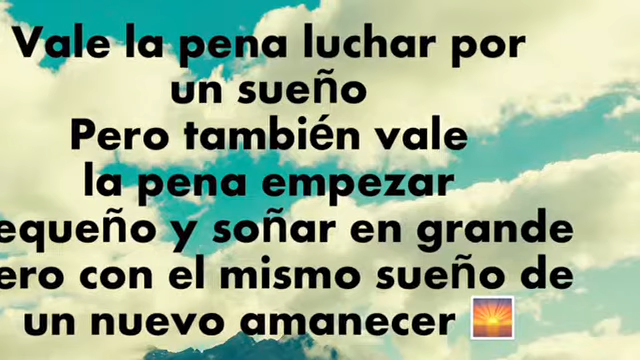 Vale la pena luchar por
un sueño
Pero también vale
la pena empezar
equeño y soñar en grande
ero con el mismo sueño de
un nuevo amanecer 🌅